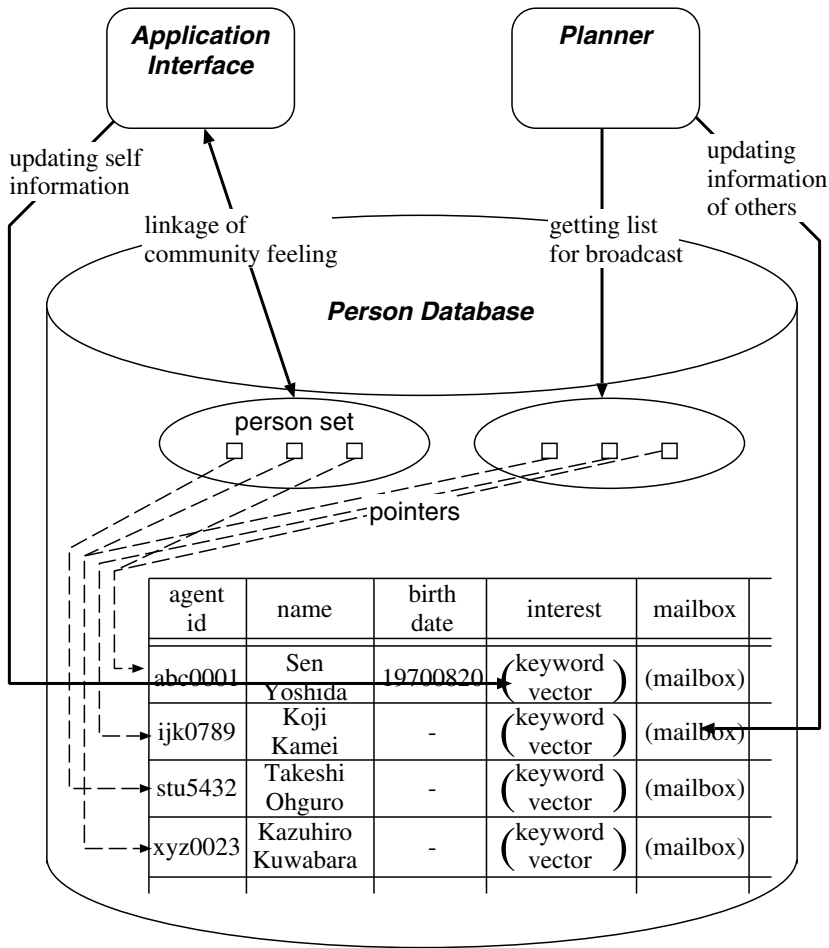 Application
Interface
Planner
updating self
information
updating
information
of others
linkage of
community feeling
getting list
for broadcast
Person Database
person set
pointers
agent
id
name
birth
date
interest
mailbox
abc0001
Sen
Yoshida
19700820
(keyword
vector)
(mailbox)
ijk0789
Koji
Kamei
-
(keyword
vector)
(mailbox)
stu5432
Takeshi
Ohguro
-
(keyword
vector)
(mailbox)
xyz0023
Kazuhiro
Kuwabara
-
(keyword
vector)
(mailbox)